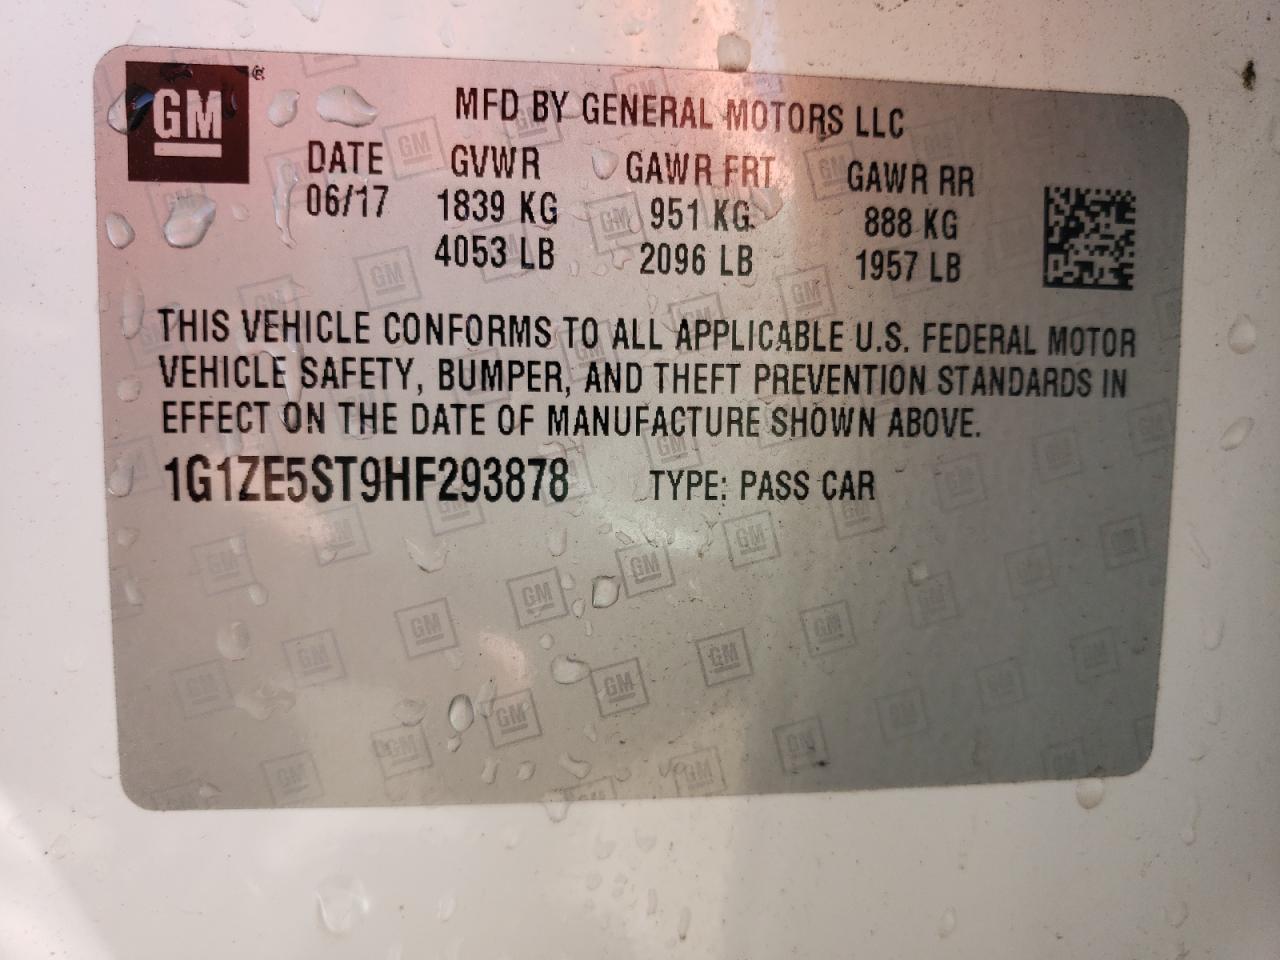 GM®
MFD BY GENERAL MOTORS LLC
DATE GVWR GAWR FRT GAWR RR
06/17 1839 KG 951 KG 888 KG
4053 LB 2096 LB 1957 LB
THIS VEHICLE CONFORMS TO ALL APPLICABLE U.S. FEDERAL MOTOR
VEHICLE SAFETY, BUMPER, AND THEFT PREVENTION STANDARDS IN
EFFECT ON THE DATE OF MANUFACTURE SHOWN ABOVE.
1G1ZE5ST9HF293878 TYPE: PASS CAR